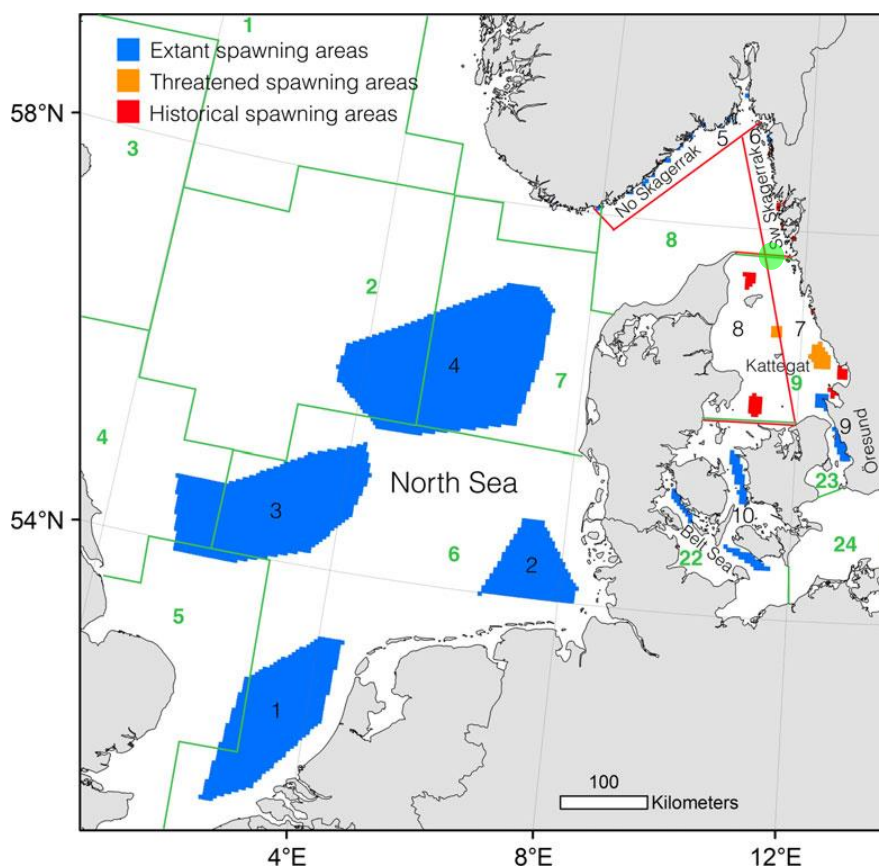 1
Extant spawning areas
Threatened spawning areas
Historical spawning areas
58°N
3
5
6
No Skagerrak
Sw Skagerrak
8
2
4
7
8
7
Kattegat
9
4
9
Öresund
North Sea
3
23
10
54°N
6
2
Belt Sea
22
24
5
1
100
Kilometers
4°E
8°E
12°E